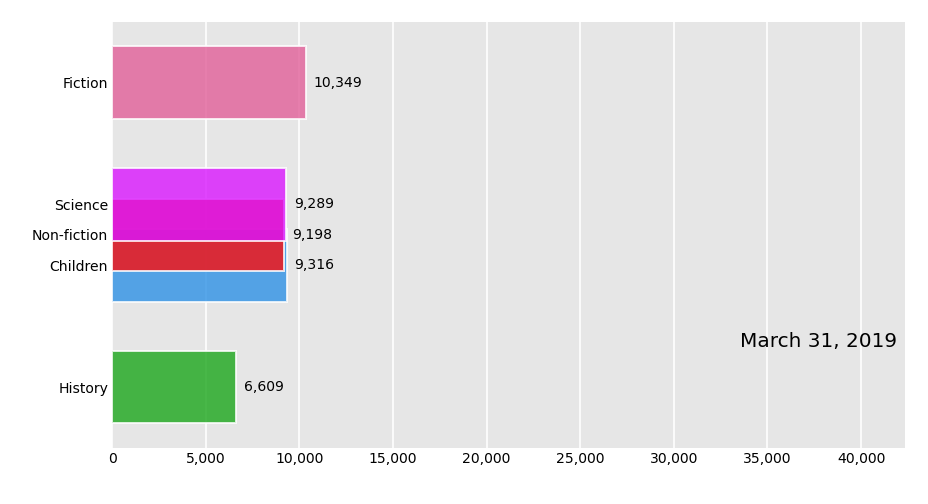 Fiction 10,349
Science 9,289
Non-fiction 9,198
Children 9,316
March 31, 2019
History 6,609
0 5,000 10,000 15,000 20,000 25,000 30,000 35,000 40,000